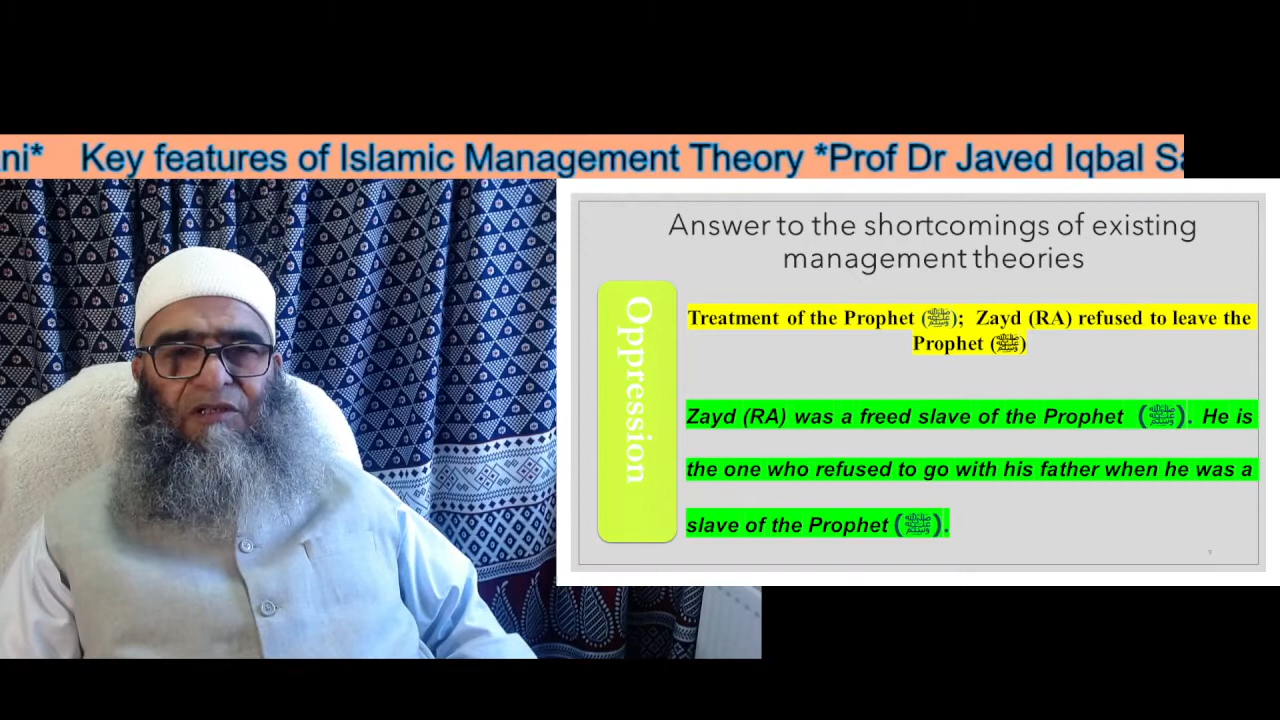 ni*    Key features of Islamic Management Theory *Prof Dr Javed Iqbal Sa
Answer to the shortcomings of existing
management theories
Oppression
Treatment of the Prophet (ﷺ); Zayd (RA) refused to leave the
Prophet (ﷺ)
Zayd (RA) was a freed slave of the Prophet (ﷺ). He is
the one who refused to go with his father when he was a
slave of the Prophet (ﷺ).
9